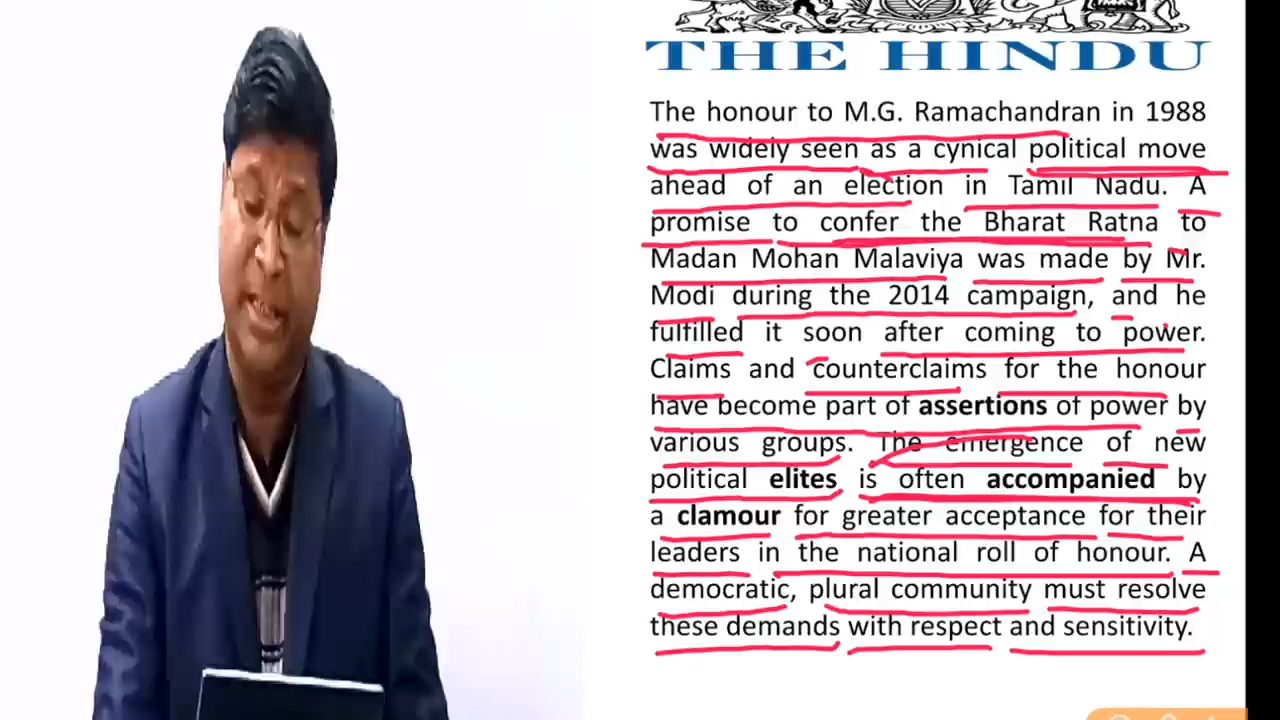 THE HINDU
The honour to M.G. Ramachandran in 1988
was widely seen as a cynical political move
ahead of an election in Tamil Nadu. A
promise to confer the Bharat Ratna to
Madan Mohan Malaviya was made by Mr.
Modi during the 2014 campaign, and he
fulfilled it soon after coming to power.
Claims and counterclaims for the honour
have become part of assertions of power by
various groups. The emergence of new
political elites is often accompanied by
a clamour for greater acceptance for their
leaders in the national roll of honour. A
democratic, plural community must resolve
these demands with respect and sensitivity.